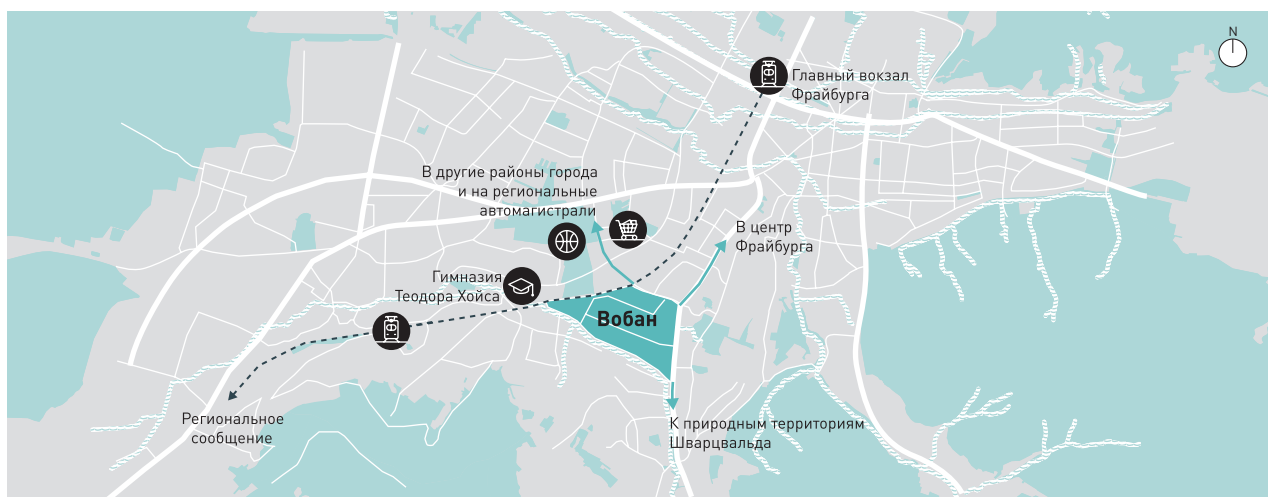 N
Главный вокзал
Фрайбурга
В другие районы города
и на региональные
автомагистрали
В центр
Фрайбурга
Гимназия
Теодора Хойса
Вобан
Региональное
сообщение
К природным территориям
Шварцвальда